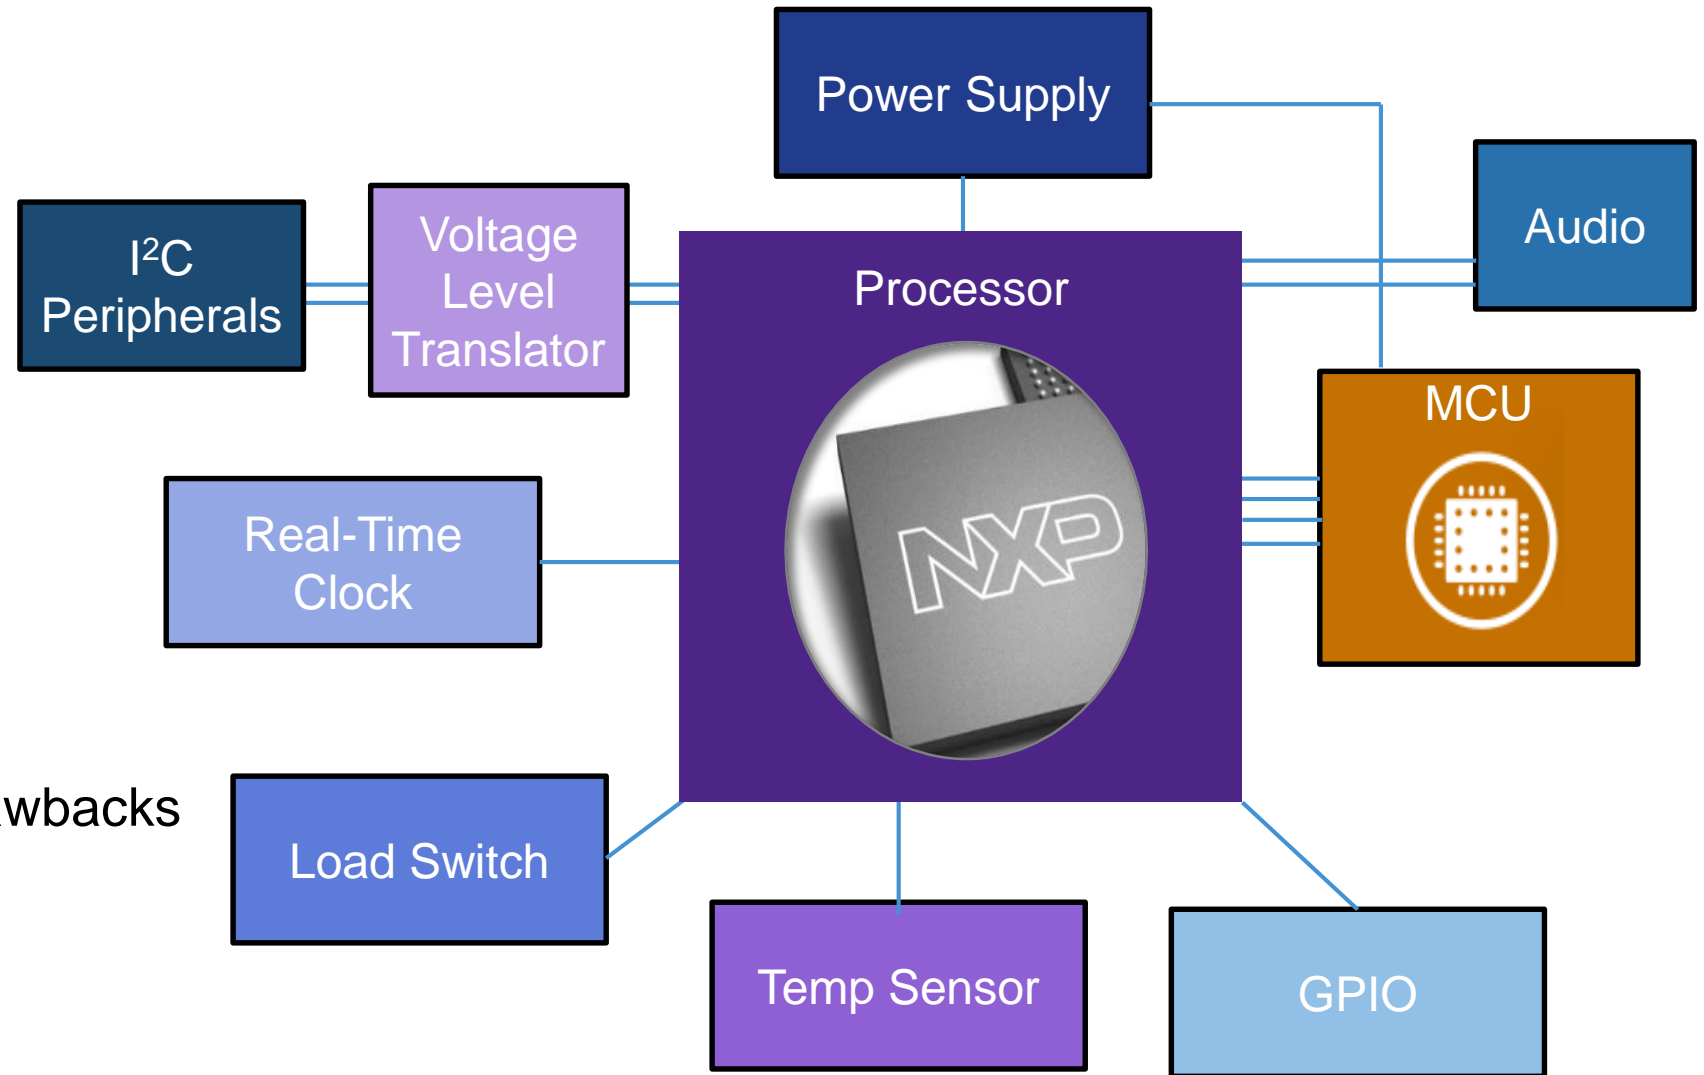 Power Supply
Audio
I²C
Peripherals
Voltage
Level
Translator
Processor
MCU
NXP
Real-Time
Clock
wbacks
Load Switch
Temp Sensor
GPIO